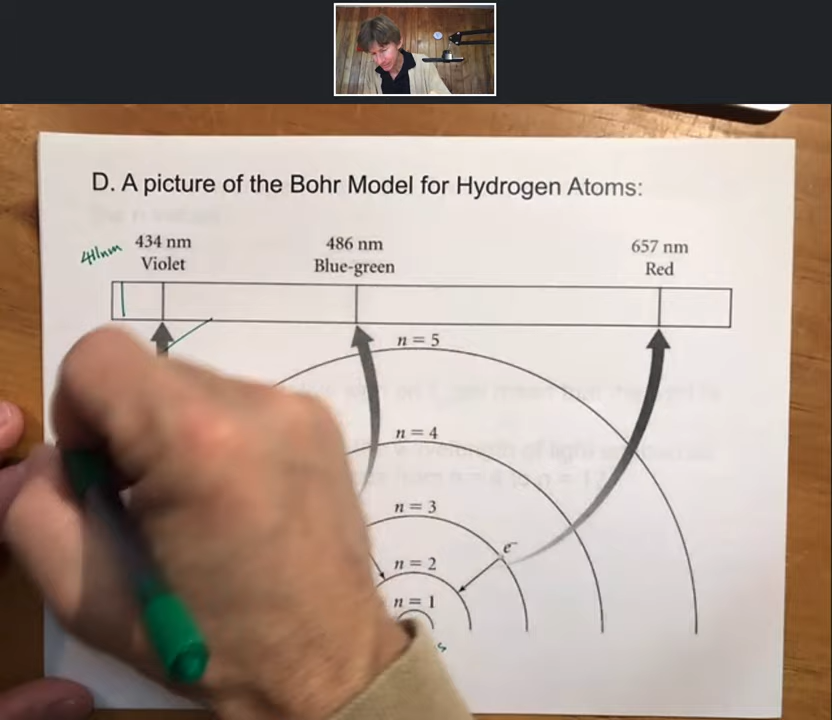 D. A picture of the Bohr Model for Hydrogen Atoms:
411nm
434 nm
Violet
486 nm
Blue-green
657 nm
Red
n = 5
n = 4
n = 3
e⁻
n = 2
n = 1
s